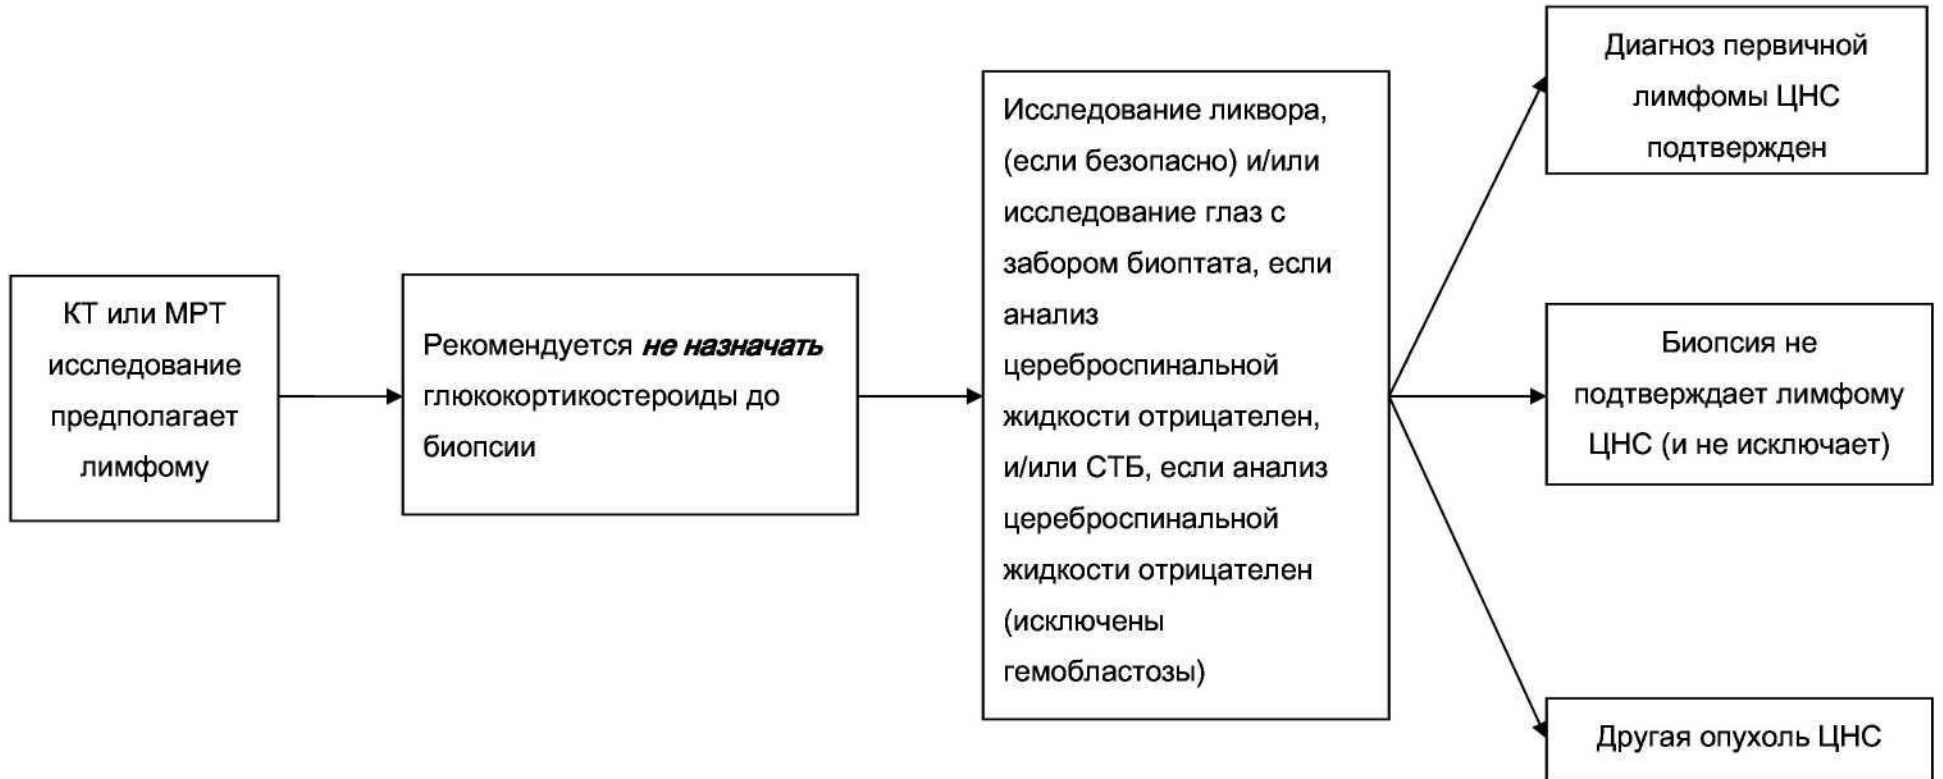 КТ или МРТ
исследование
предполагает
лимфому
Рекомендуется не назначать
глюкокортикостероиды до
биопсии
Исследование ликвора,
(если безопасно) и/или
исследование глаз с
забором биоптата, если
анализ
цереброспинальной
жидкости отрицателен,
и/или СТБ, если анализ
цереброспинальной
жидкости отрицателен
(исключены
гемобластозы)
Диагноз первичной
лимфомы ЦНС
подтвержден
Биопсия не
подтверждает лимфому
ЦНС (и не исключает)
Другая опухоль ЦНС